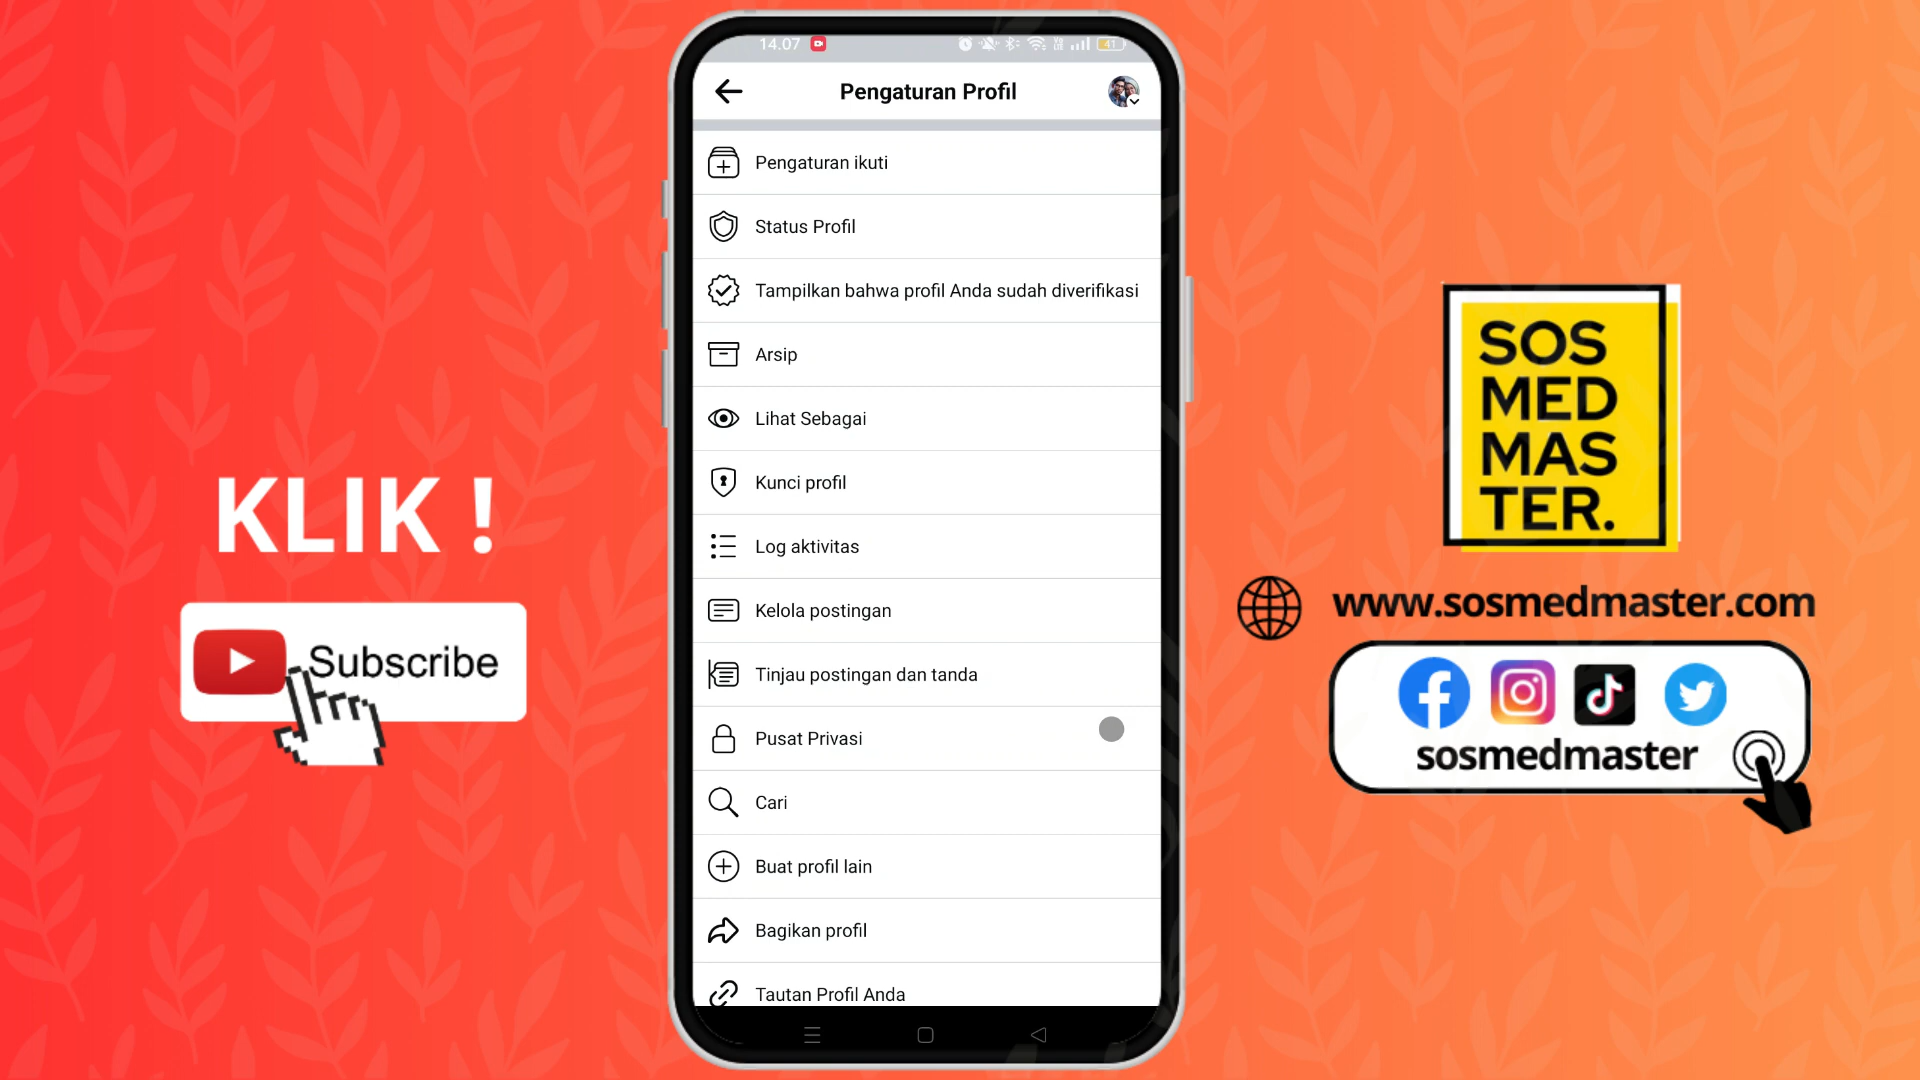 14.07
41
Pengaturan Profil
Pengaturan ikuti
Status Profil
Tampilkan bahwa profil Anda sudah diverifikasi
Arsip
Lihat Sebagai
Kunci profil
Log aktivitas
Kelola postingan
Tinjau postingan dan tanda
Pusat Privasi
Cari
Buat profil lain
Bagikan profil
Tautan Profil Anda
KLIK !
Subscribe
SOS
MED
MAS
TER.
www.sosmedmaster.com
sosmedmaster